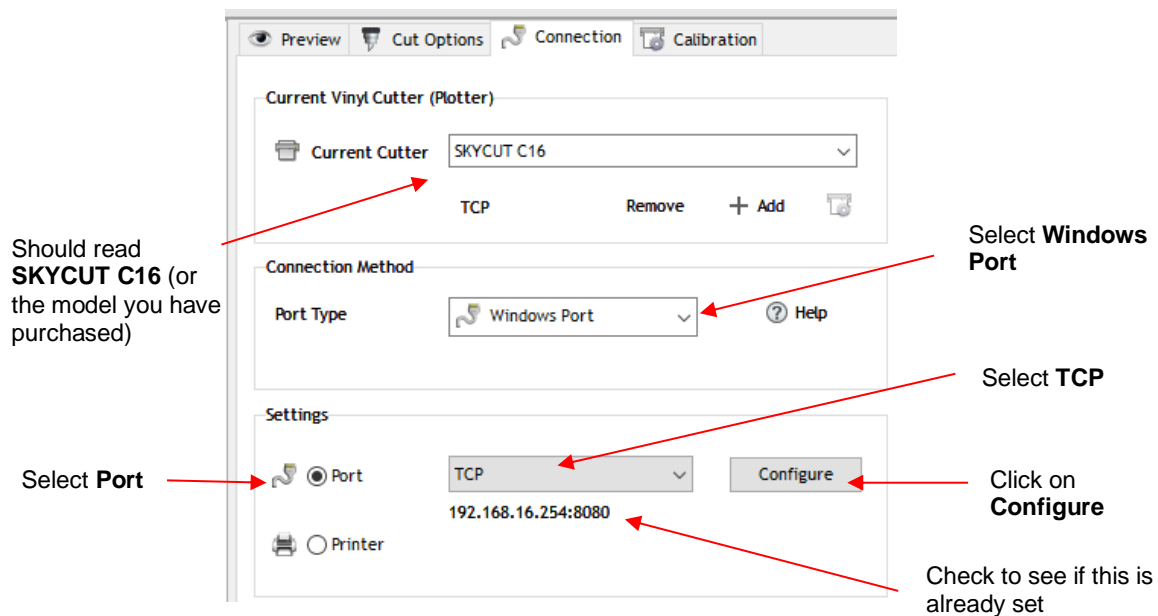 Preview Cut Options Connection Calibration
Current Vinyl Cutter (Plotter)
Current Cutter SKYCUT C16
TCP Remove + Add
Should read
SKYCUT C16 (or
the model you have
purchased)
Select Windows
Port
Connection Method
Port Type Windows Port ? Help
Select TCP
Settings
Select Port
Port TCP Configure
192.168.16.254:8080
Click on
Configure
Printer
Check to see if this is
already set